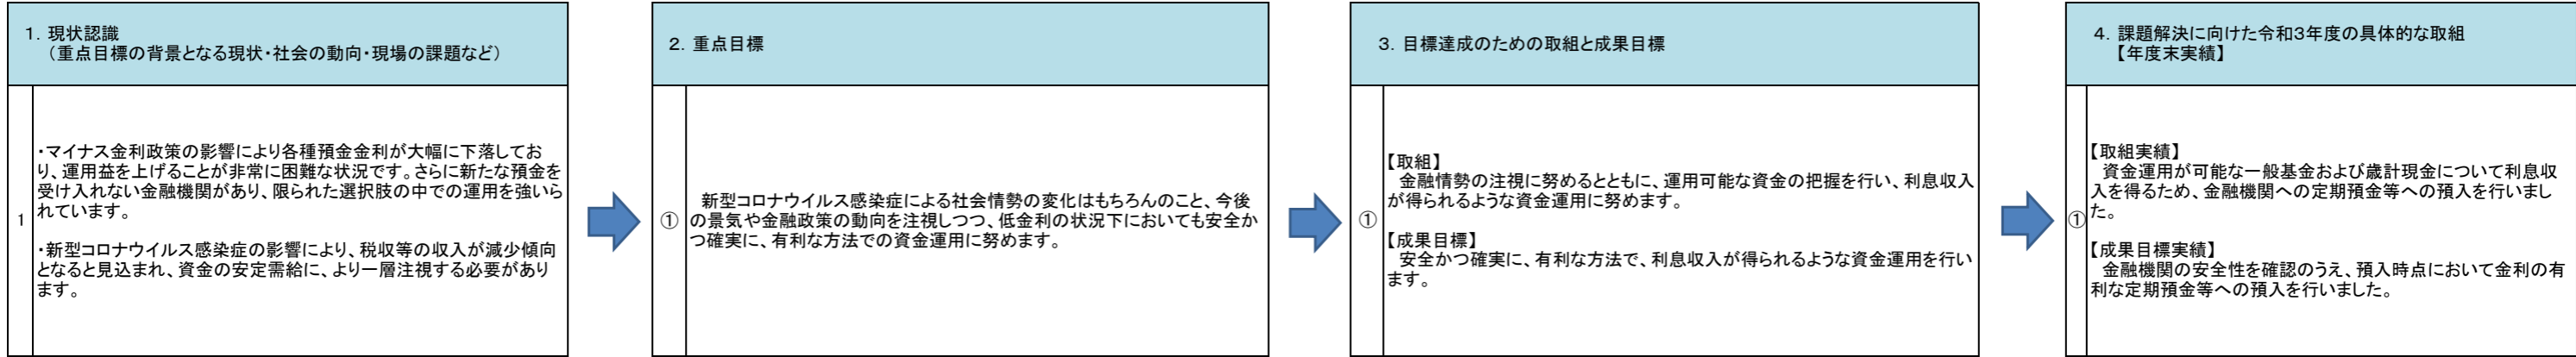 １．現状認識
（重点目標の背景となる現状・社会の動向・現場の課題など）
1
・マイナス金利政策の影響により各種預金金利が大幅に下落してお
り、運用益を上げることが非常に困難な状況です。さらに新たな預金を
受け入れない金融機関があり、限られた選択肢の中での運用を強いら
れています。
・新型コロナウイルス感染症の影響により、税収等の収入が減少傾向
となると見込まれ、資金の安定需給に、より一層注視する必要があり
ます。
２．重点目標
①
新型コロナウイルス感染症による社会情勢の変化はもちろんのこと、今後
の景気や金融政策の動向を注視しつつ、低金利の状況下においても安全か
つ確実に、有利な方法での資金運用に努めます。
３．目標達成のための取組と成果目標
①
【取組】
金融情勢の注視に努めるとともに、運用可能な資金の把握を行い、利息収入
が得られるような資金運用に努めます。
【成果目標】
安全かつ確実に、有利な方法で、利息収入が得られるような資金運用を行い
ます。
４．課題解決に向けた令和３年度の具体的な取組
【年度末実績】
①
【取組実績】
資金運用が可能な一般基金および歳計現金について利息収
入を得るため、金融機関への定期預金等への預入を行いまし
た。
【成果目標実績】
金融機関の安全性を確認のうえ、預入時点において金利の有
利な定期預金等への預入を行いました。